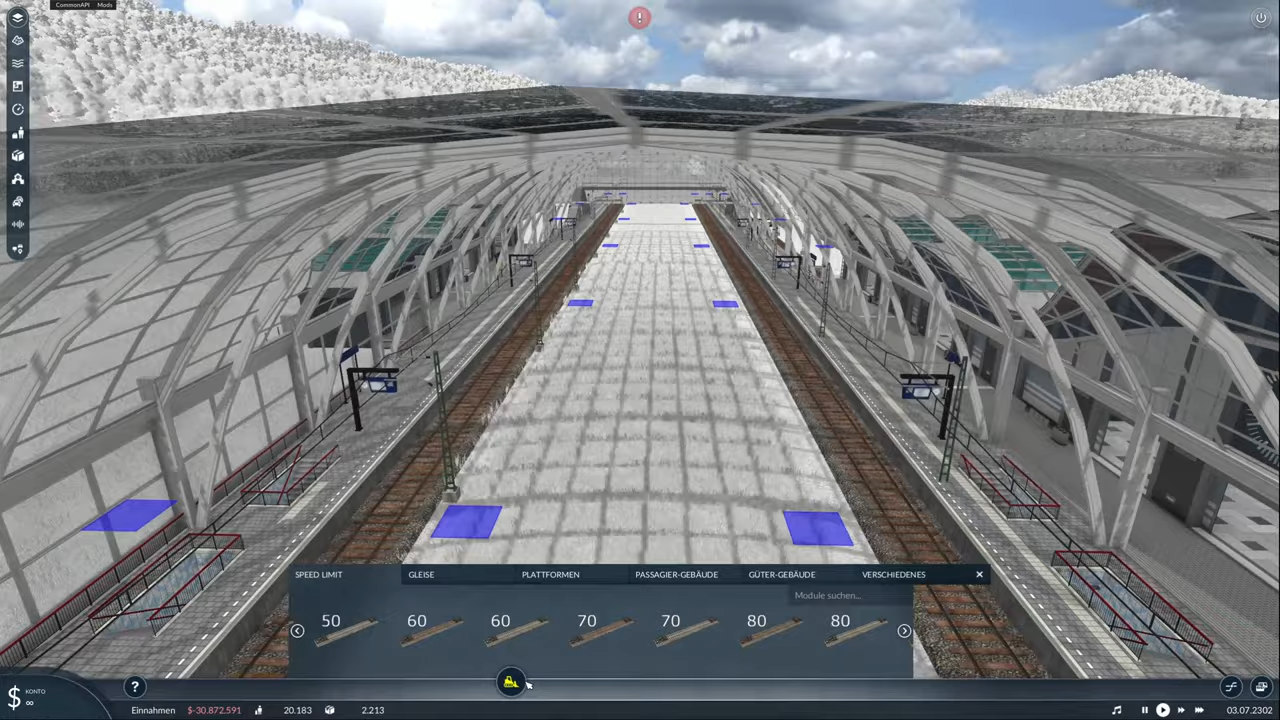 CommonAPI Mods
SPEED LIMIT GLEISE PLATTFORMEN PASSAGIER-GEBÄUDE GÜTER-GEBÄUDE VERSCHIEDENES
Module suchen...
50 60 60 70 70 80 80
KONTO
Einnahmen $-30.872.591 20.183 2.213 03.07.2302